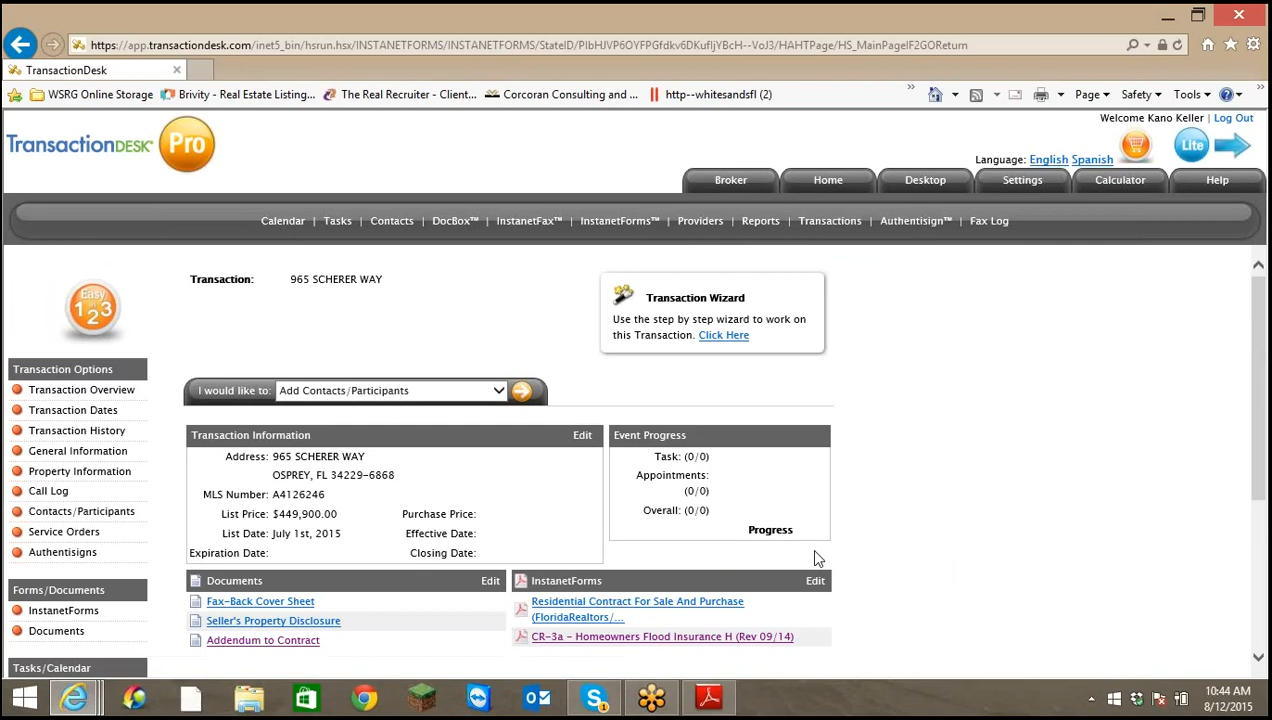 https://app.transactiondesk.com/inet5_bin/hsrun.hsx/INSTANETFORMS/INSTANETFORMS/StateID/PIbHJVP6OYFPGfdkv6DKufIjYBcH--VoJ3/HAHTPage/HS_MainPageIF2GOReturn
TransactionDesk
WSRG Online Storage
Brivity - Real Estate Listing...
The Real Recruiter - Client...
Corcoran Consulting and ...
http--whitesandsfl (2)
Page
Safety
Tools
Welcome Kano Keller
Log Out
TRANSACTIONDESK®
Pro
Language: English Spanish
Lite
Broker
Home
Desktop
Settings
Calculator
Help
Calendar | Tasks | Contacts | DocBox™ | InstanetFax™ | InstanetForms™ | Providers | Reports | Transactions | Authentisign™ | Fax Log
Easy
1 2 3
Transaction: 965 SCHERER WAY
Transaction Wizard
Use the step by step wizard to work on
this Transaction. Click Here
Transaction Options
Transaction Overview
Transaction Dates
Transaction History
General Information
Property Information
Call Log
Contacts/Participants
Service Orders
Authentisigns
Forms/Documents
InstanetForms
Documents
Tasks/Calendar
I would like to: Add Contacts/Participants
Transaction Information Edit
Address: 965 SCHERER WAY
OSPREY, FL 34229-6868
MLS Number: A4126246
List Price: $449,900.00 Purchase Price:
List Date: July 1st, 2015 Effective Date:
Expiration Date: Closing Date:
Event Progress
Task: (0/0)
Appointments:
(0/0)
Overall: (0/0)
Progress
Documents Edit
Fax-Back Cover Sheet
Seller's Property Disclosure
Addendum to Contract
InstanetForms Edit
Residential Contract For Sale And Purchase
(FloridaRealtors/...
CR-3a - Homeowners Flood Insurance H (Rev 09/14)
10:44 AM
8/12/2015